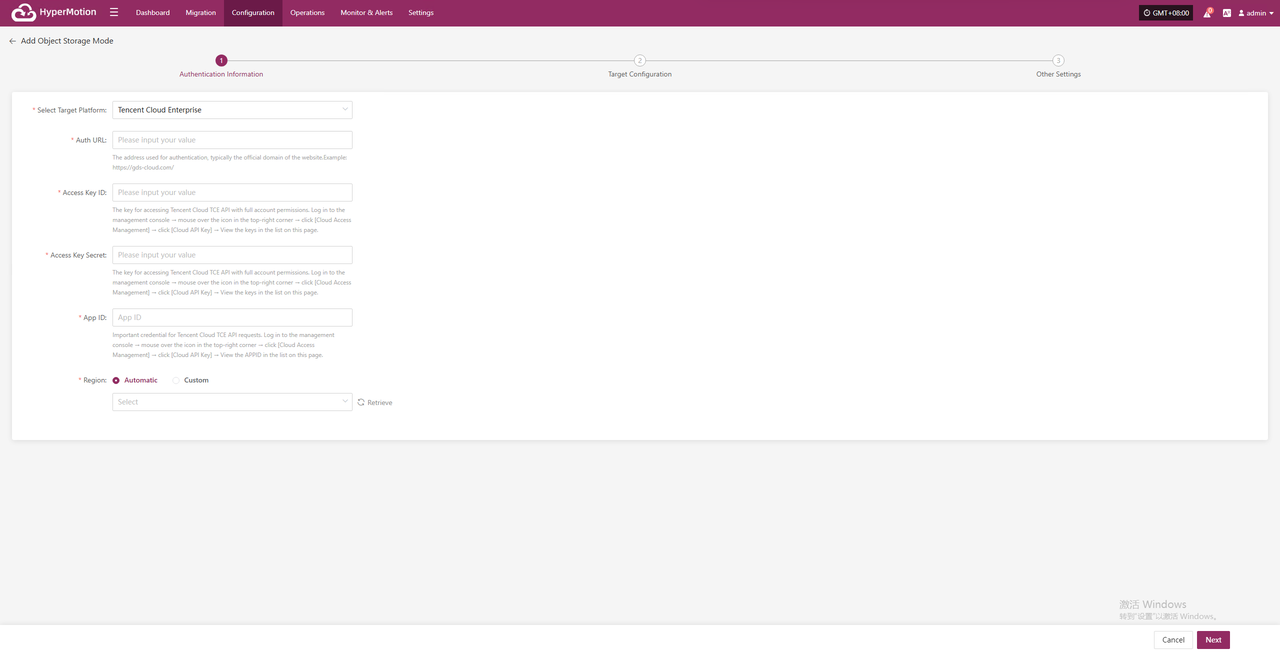 HyperMotion
Dashboard Migration Configuration Operations Monitor & Alerts Settings
GMT+08:00 0 admin
Add Object Storage Mode
1 2 3
Authentication Information Target Configuration Other Settings
* Select Target Platform: Tencent Cloud Enterprise
* Auth URL: Please input your value
The address used for authentication, typically the official domain of the website.Example:
https://gds-cloud.com/
* Access Key ID: Please input your value
The key for accessing Tencent Cloud TCE API with full account permissions. Log in to the
management console → mouse over the icon in the top-right corner → click [Cloud Access
Management] → click [Cloud API Key] → View the keys in the list on this page.
* Access Key Secret: Please input your value
The key for accessing Tencent Cloud TCE API with full account permissions. Log in to the
management console → mouse over the icon in the top-right corner → click [Cloud Access
Management] → click [Cloud API Key] → View the keys in the list on this page.
* App ID: App ID
Important credential for Tencent Cloud TCE API requests. Log in to the management
console → mouse over the icon in the top-right corner → click [Cloud Access
Management] → click [Cloud API Key] → View the APPID in the list on this page.
* Region: Automatic Custom
Select Retrieve
激活 Windows
转到"设置"以激活 Windows。
Cancel Next